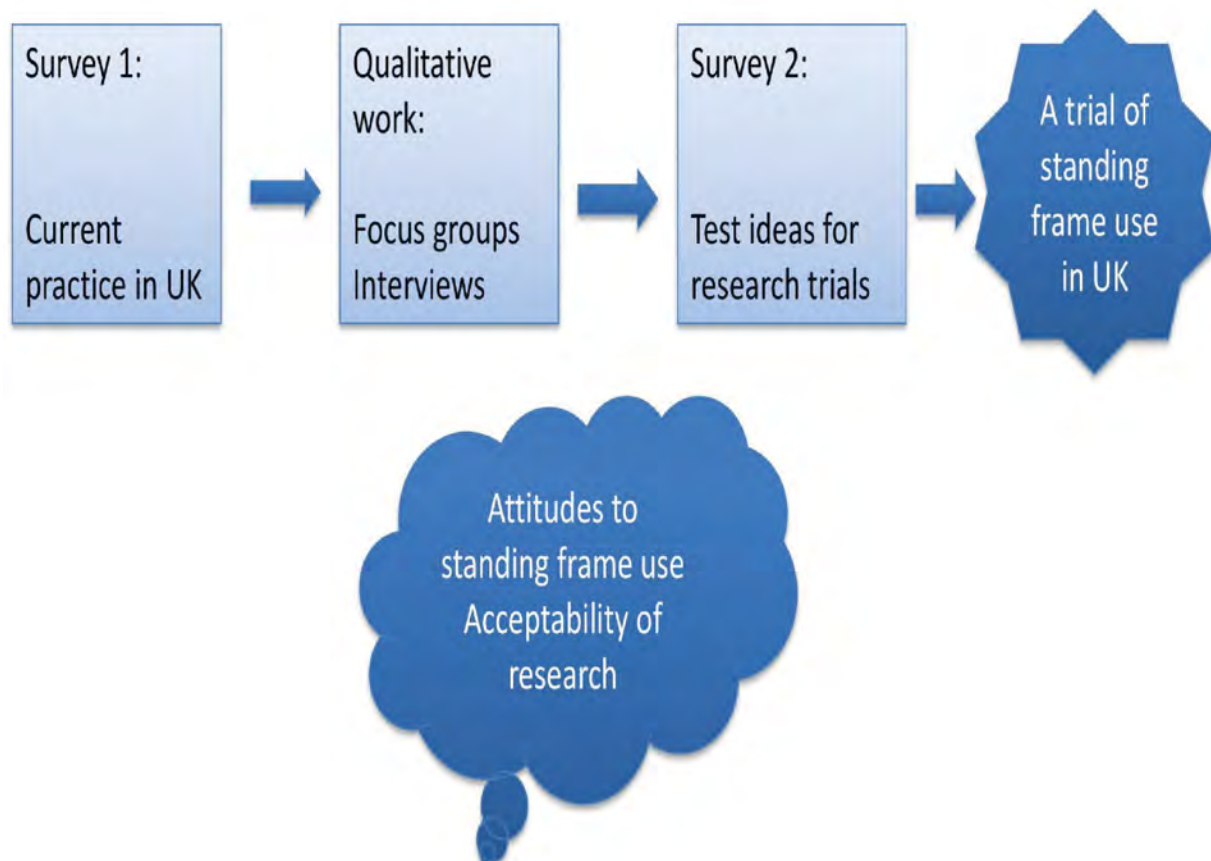 Survey 1:
Current
practice in UK
Qualitative
work:
Focus groups
Interviews
Survey 2:
Test ideas for
research trials
A trial of
standing
frame use
in UK
Attitudes to
standing frame use
Acceptability of
research